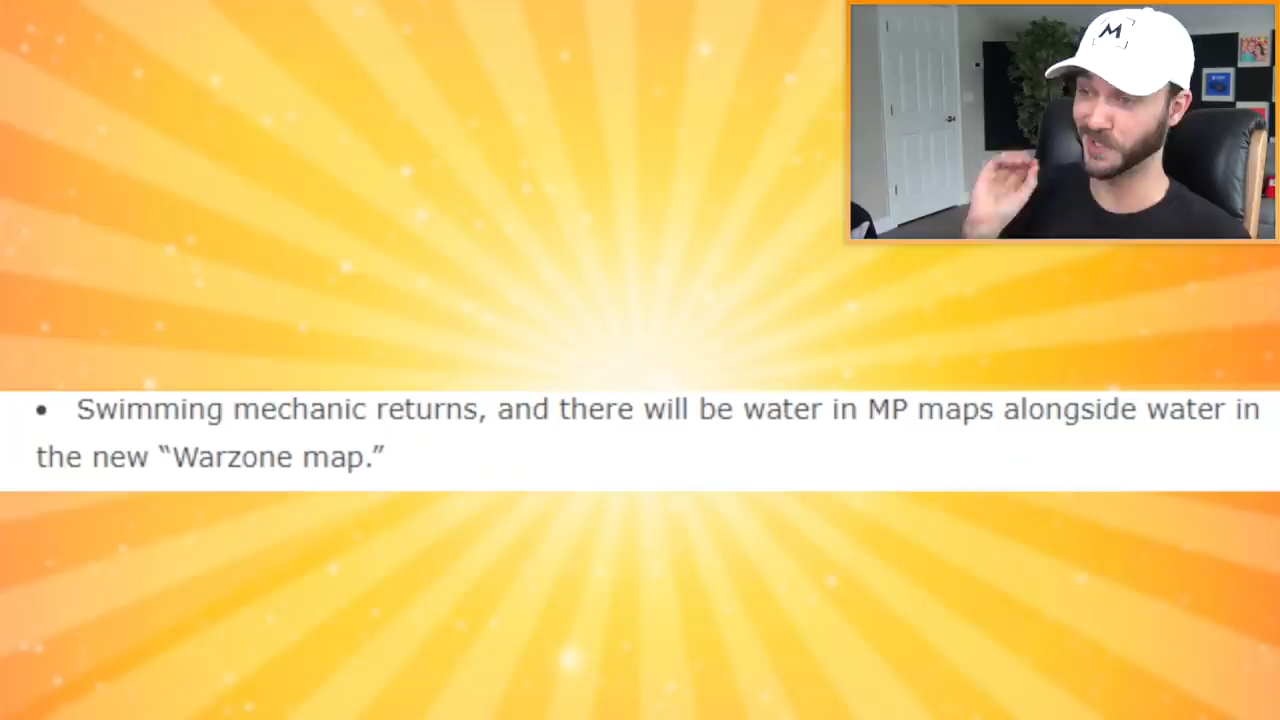 M
• Swimming mechanic returns, and there will be water in MP maps alongside water in
the new “Warzone map.”